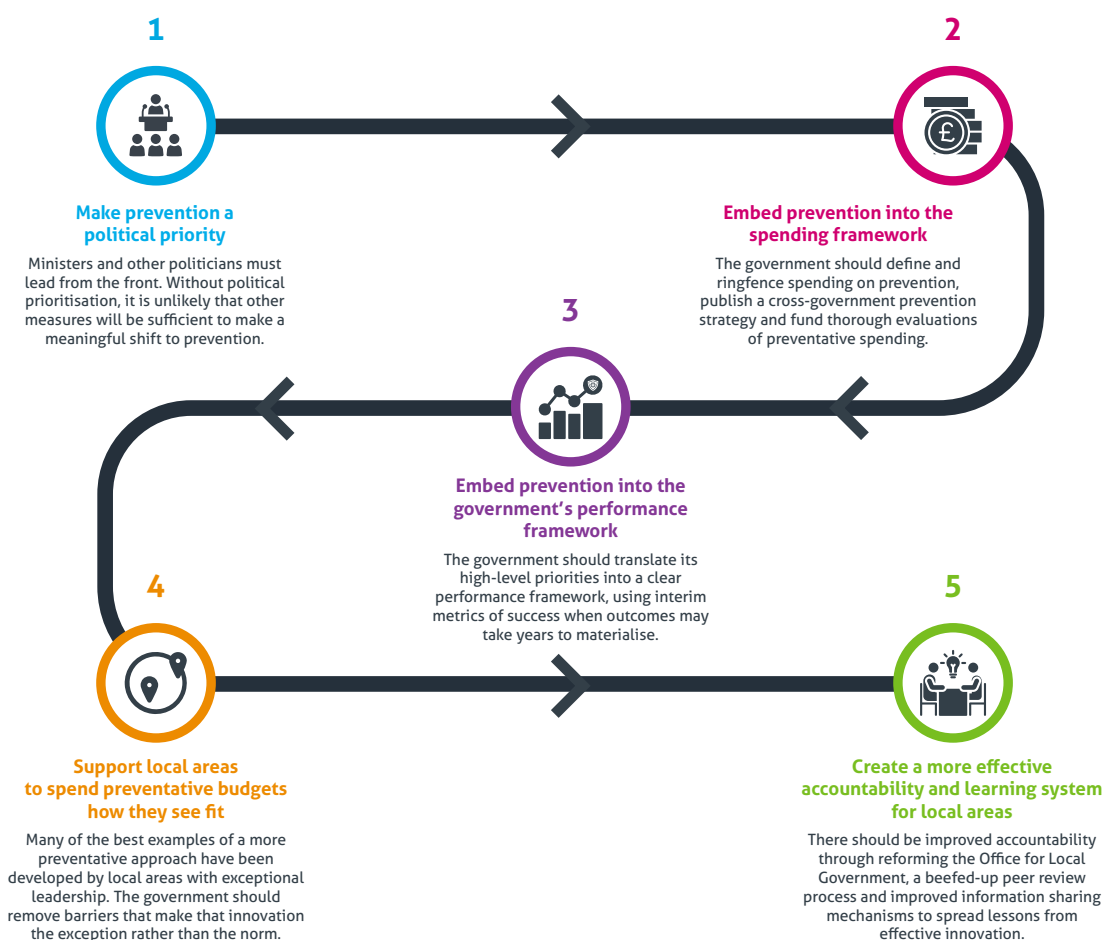 1
Make prevention a
political priority
Ministers and other politicians must
lead from the front. Without political
prioritisation, it is unlikely that other
measures will be sufficient to make a
meaningful shift to prevention.
2
£
Embed prevention into the
spending framework
The government should define and
ringfence spending on prevention,
publish a cross-government prevention
strategy and fund thorough evaluations
of preventative spending.
3
Embed prevention into the
government’s performance
framework
The government should translate its
high-level priorities into a clear
performance framework, using interim
metrics of success when outcomes may
take years to materialise.
4
Support local areas
to spend preventative budgets
how they see fit
Many of the best examples of a more
preventative approach have been
developed by local areas with exceptional
leadership. The government should
remove barriers that make that innovation
the exception rather than the norm.
5
Create a more effective
accountability and learning system
for local areas
There should be improved accountability
through reforming the Office for Local
Government, a beefed-up peer review
process and improved information sharing
mechanisms to spread lessons from
effective innovation.